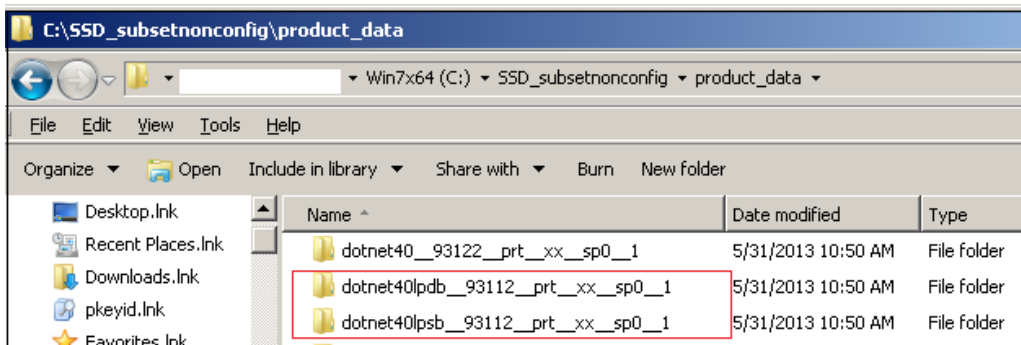 C:\SSD_subsetnonconfig\product_data
Win7x64 (C:) SSD_subsetnonconfig product_data
File Edit View Tools Help
Organize Open Include in library Share with Burn New folder
Desktop.lnk
Recent Places.lnk
Downloads.lnk
pkeyid.lnk
Favorites.lnk
Name Date modified Type
dotnet40__93122__prt__xx__sp0__1 5/31/2013 10:50 AM File folder
dotnet40lpdb__93112__prt__xx__sp0__1 5/31/2013 10:50 AM File folder
dotnet40lpsb__93112__prt__xx__sp0__1 5/31/2013 10:50 AM File folder